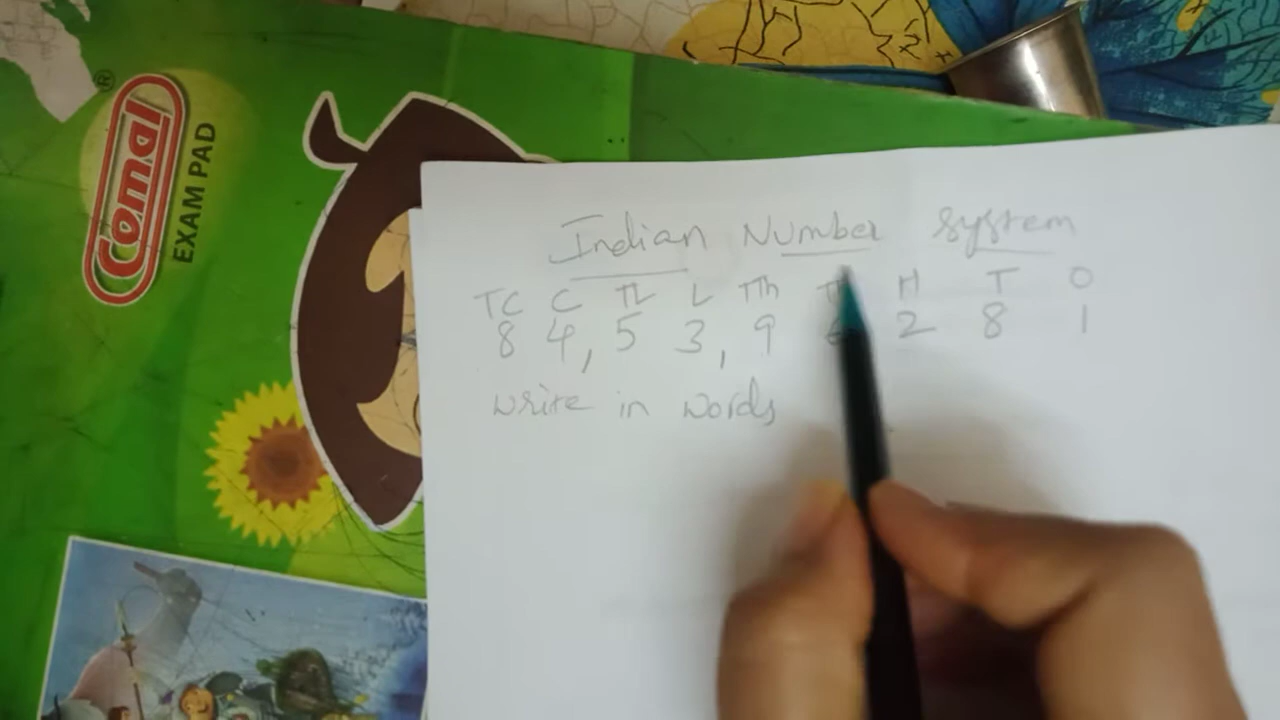 Comal®
EXAM PAD
Indian Number System
TC C TL L TTh H T O
8 4, 5 3, 9 2 8 1
write in words